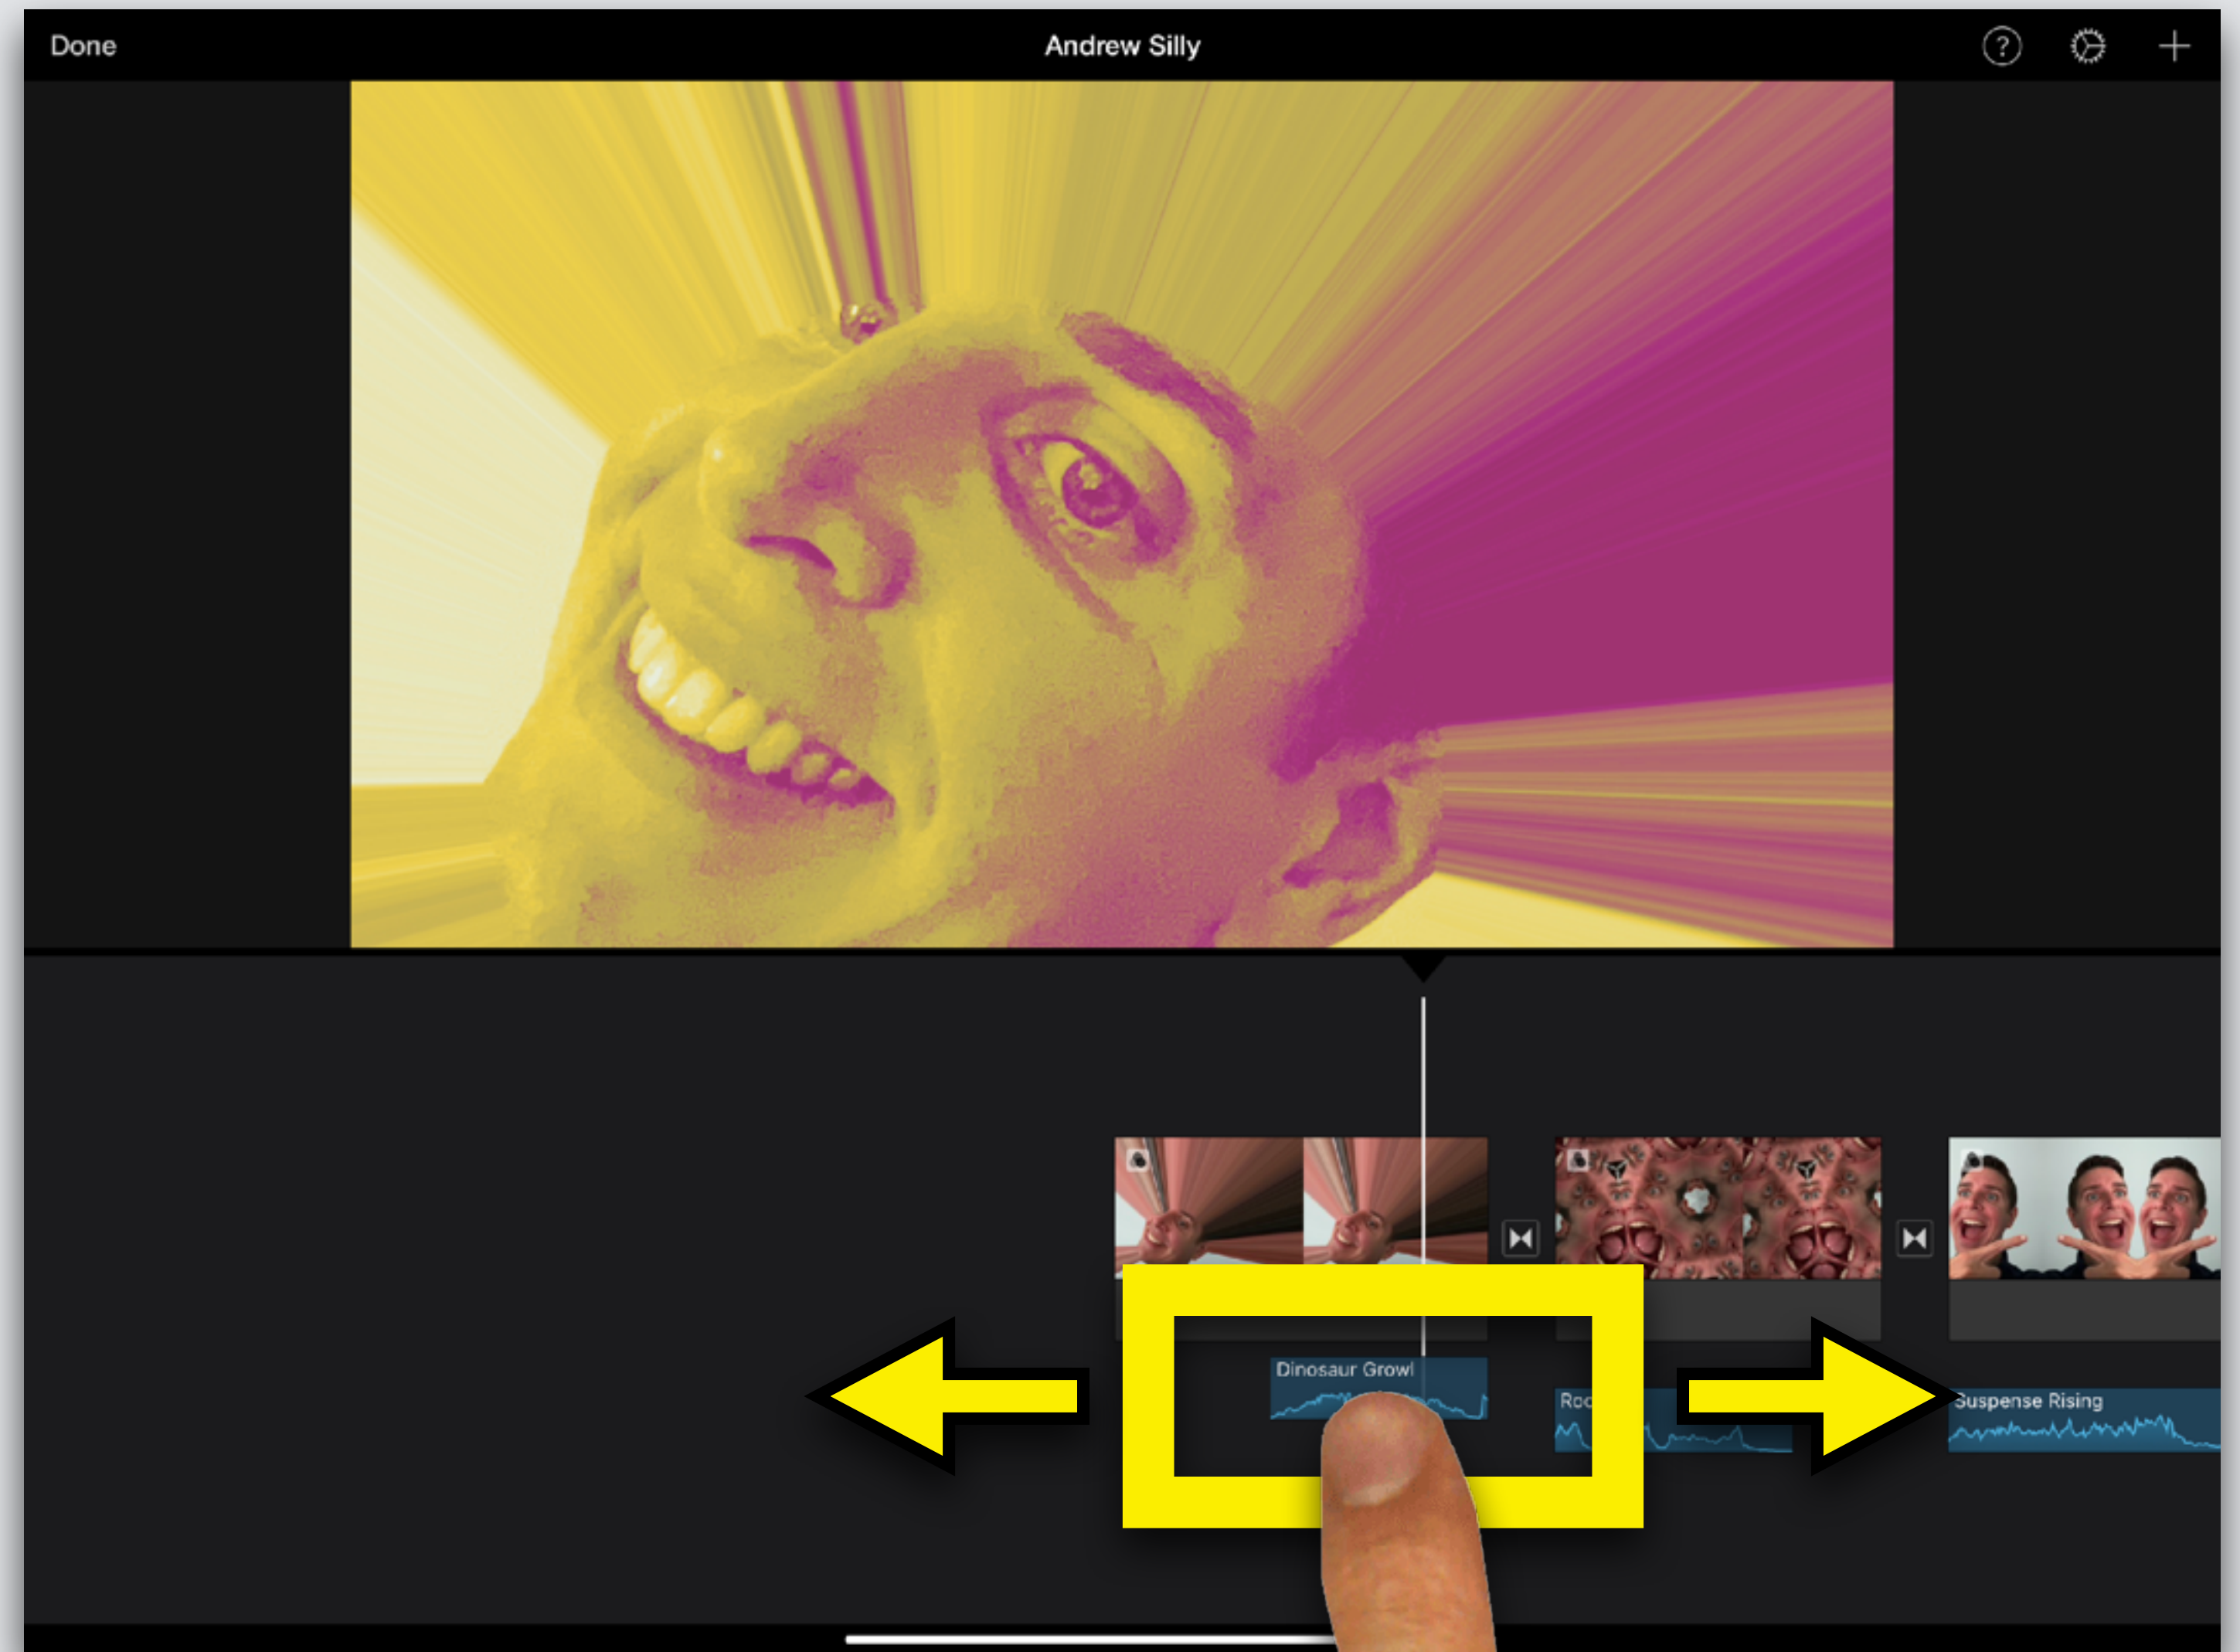 Done
Andrew Silly
?
Dinosaur Growl
Suspense Rising